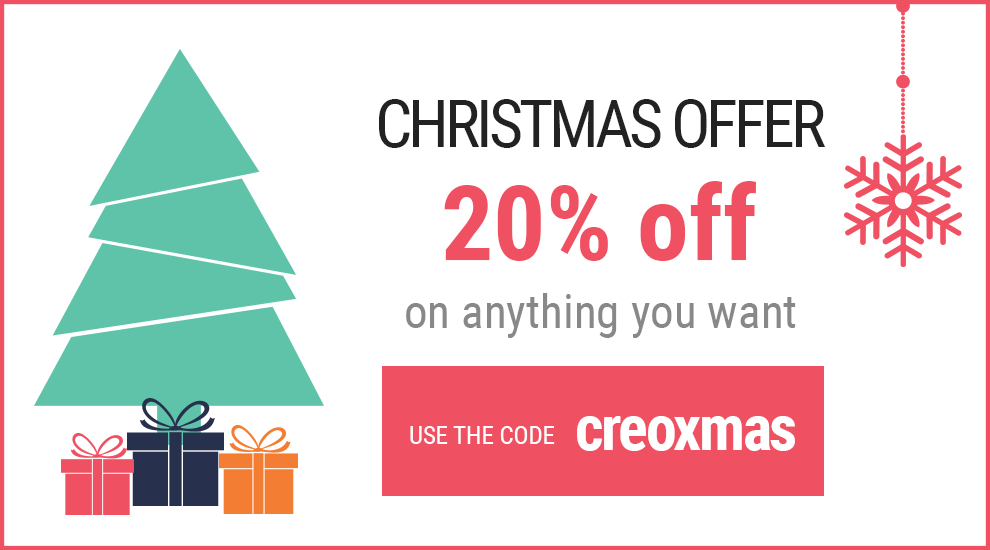 CHRISTMAS OFFER
20% off
on anything you want
USE THE CODE creoxmas